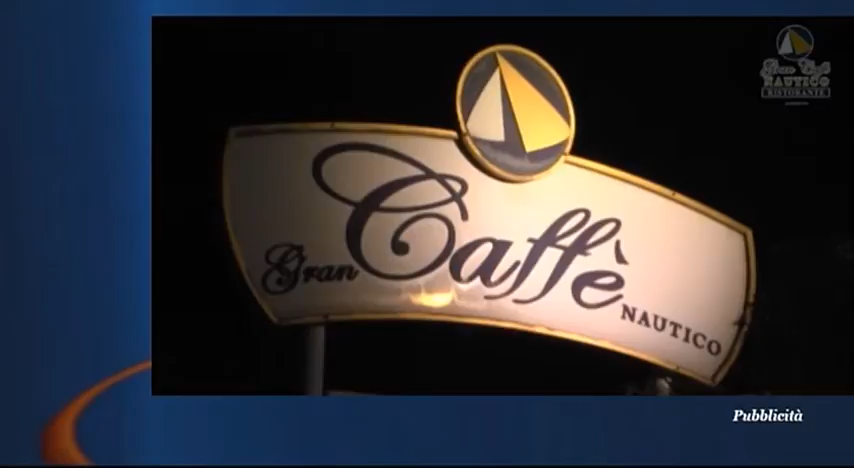 Gran Caffè
NAUTICO
Gran Caffè
NAUTICO
RISTORANTE
Pubblicità